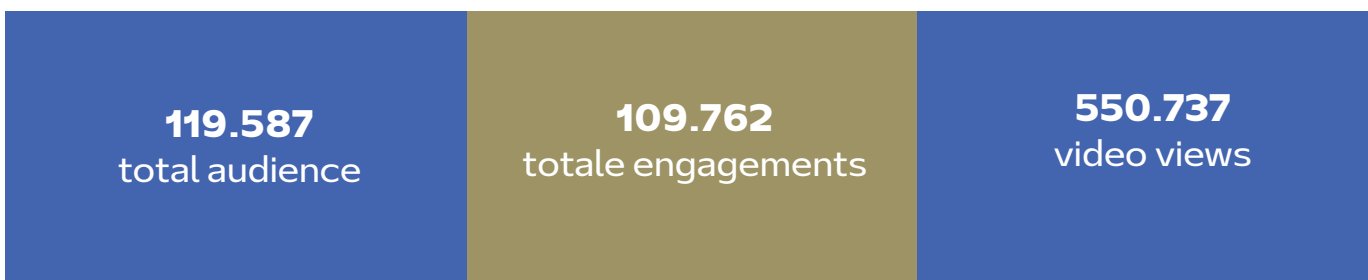 119.587
total audience
109.762
totale engagements
550.737
video views